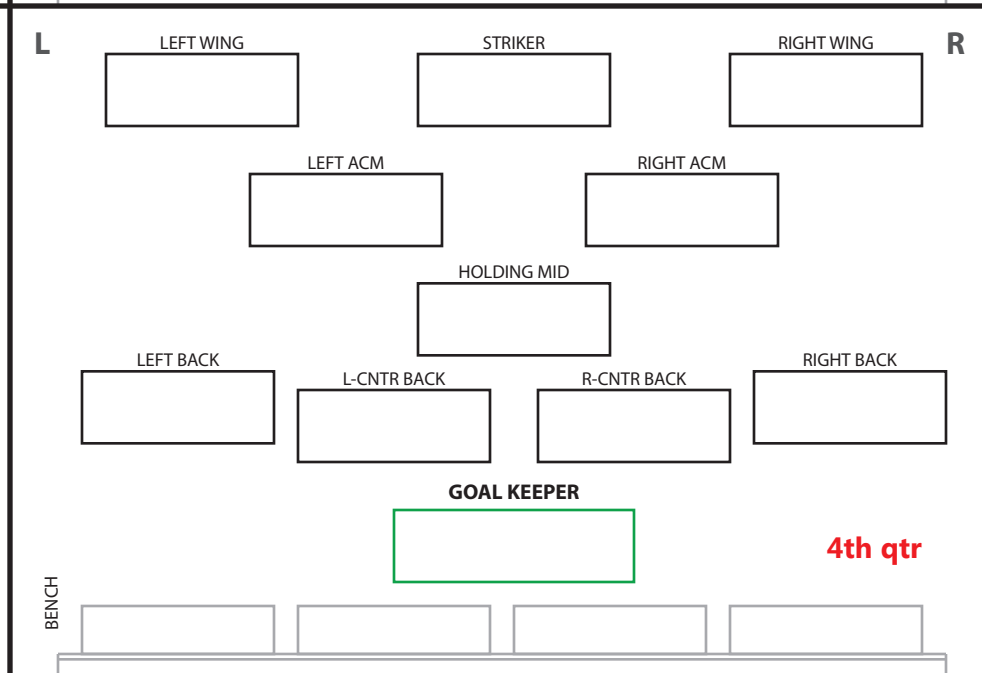 L
LEFT WING
STRIKER
RIGHT WING
R
LEFT ACM
RIGHT ACM
HOLDING MID
LEFT BACK
L-CNTR BACK
R-CNTR BACK
RIGHT BACK
GOAL KEEPER
4th qtr
BENCH